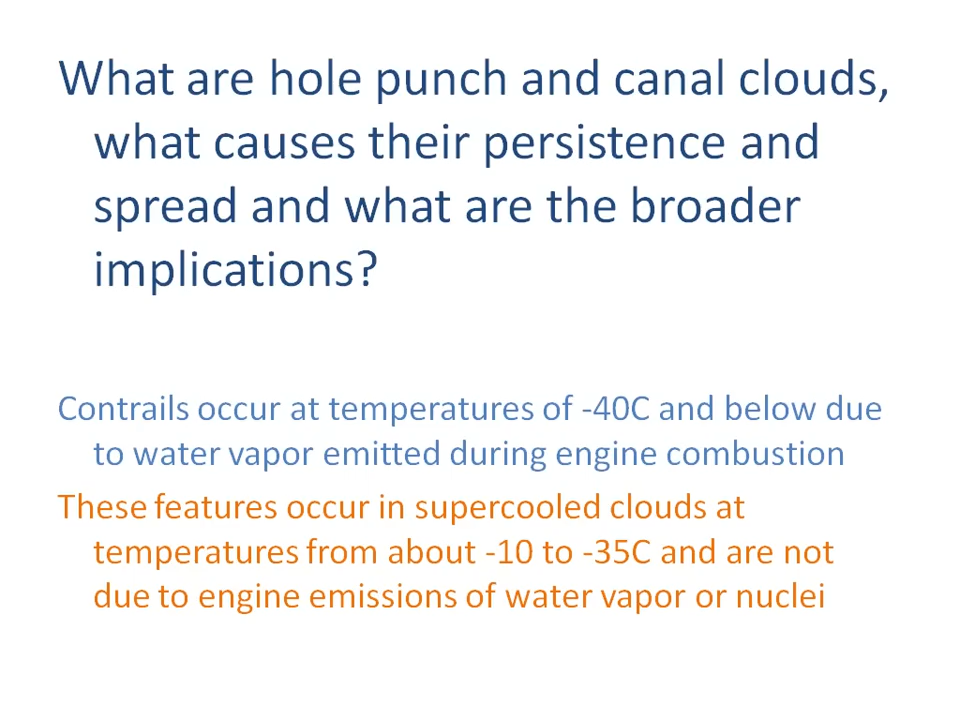 What are hole punch and canal clouds,
what causes their persistence and
spread and what are the broader
implications?
Contrails occur at temperatures of -40C and below due
to water vapor emitted during engine combustion
These features occur in supercooled clouds at
temperatures from about -10 to -35C and are not
due to engine emissions of water vapor or nuclei